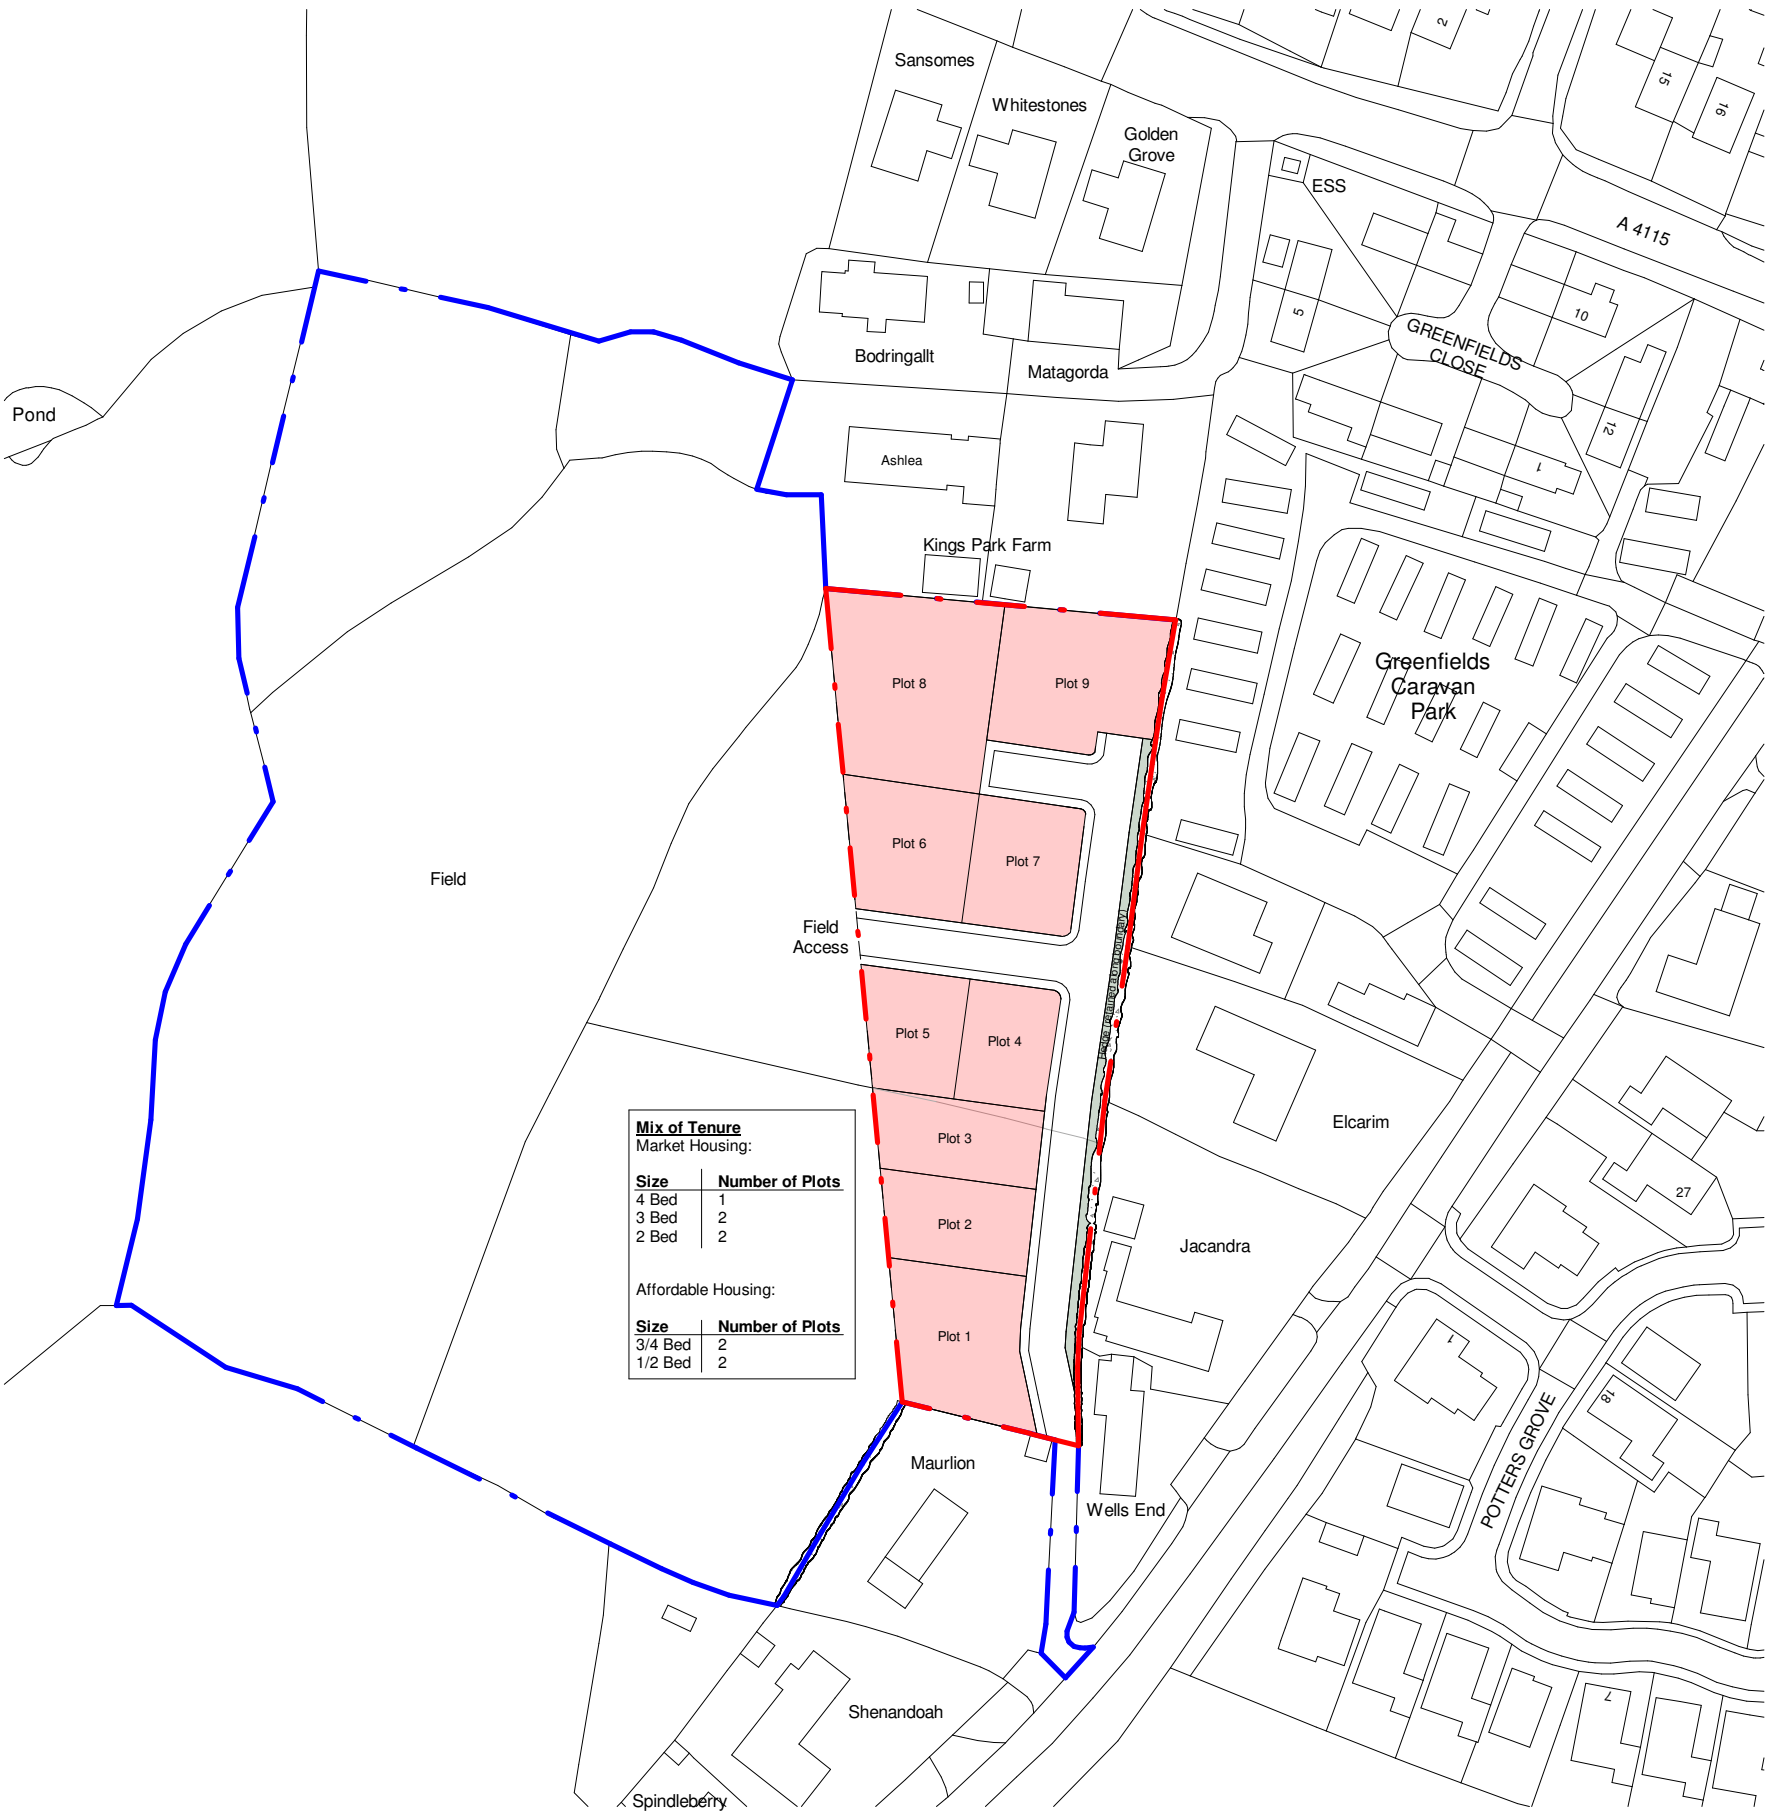 Sansomes
Whitestones
Golden
Grove
2
15
16
ESS
A 4115
5
10
GREENFIELDS
CLOSE
12
1
Bodringallt
Matagorda
Pond
Ashlea
Kings Park Farm
Greenfields
Caravan
Park
Plot 8
Plot 9
Plot 6
Plot 7
Field
Field
Access
Hedge (retained along boundary)
Plot 5
Plot 4
Plot 3
Plot 2
Plot 1
Elcarim
27
Jacandra
Mix of Tenure
Market Housing:
Size Number of Plots
4 Bed 1
3 Bed 2
2 Bed 2
Affordable Housing:
Size Number of Plots
3/4 Bed 2
1/2 Bed 2
1
18
POTTERS GROVE
Maurlion
Wells End
Shenandoah
7
Spindleberry